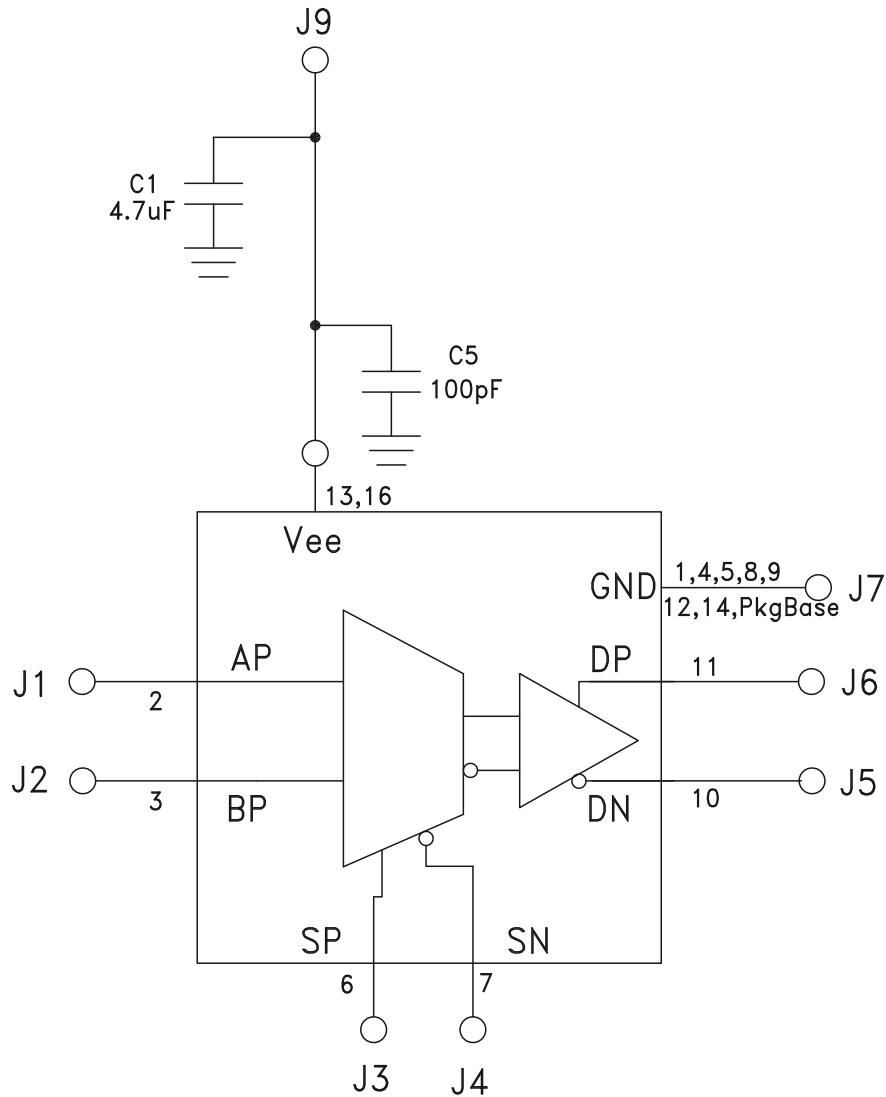 J9
C1
4.7uF
C5
100pF
13,16
Vee
GND
1,4,5,8,9
12,14,PkgBase
J7
J1
AP
2
DP
11
J6
J2
BP
3
DN
10
J5
SP
SN
6
7
J3
J4